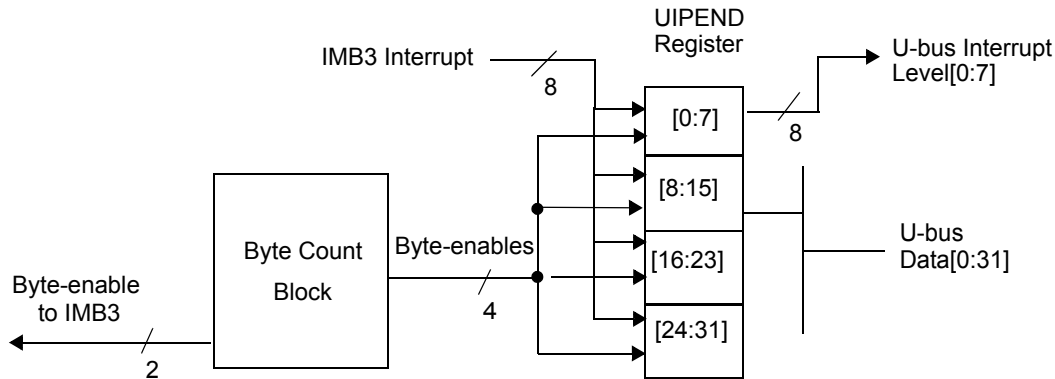 UIPEND
Register
IMB3 Interrupt
8
U-bus Interrupt
Level[0:7]
[0:7]
8
[8:15]
Byte Count
Block
Byte-enables
4
[16:23]
U-bus
Data[0:31]
Byte-enable
to IMB3
2
[24:31]